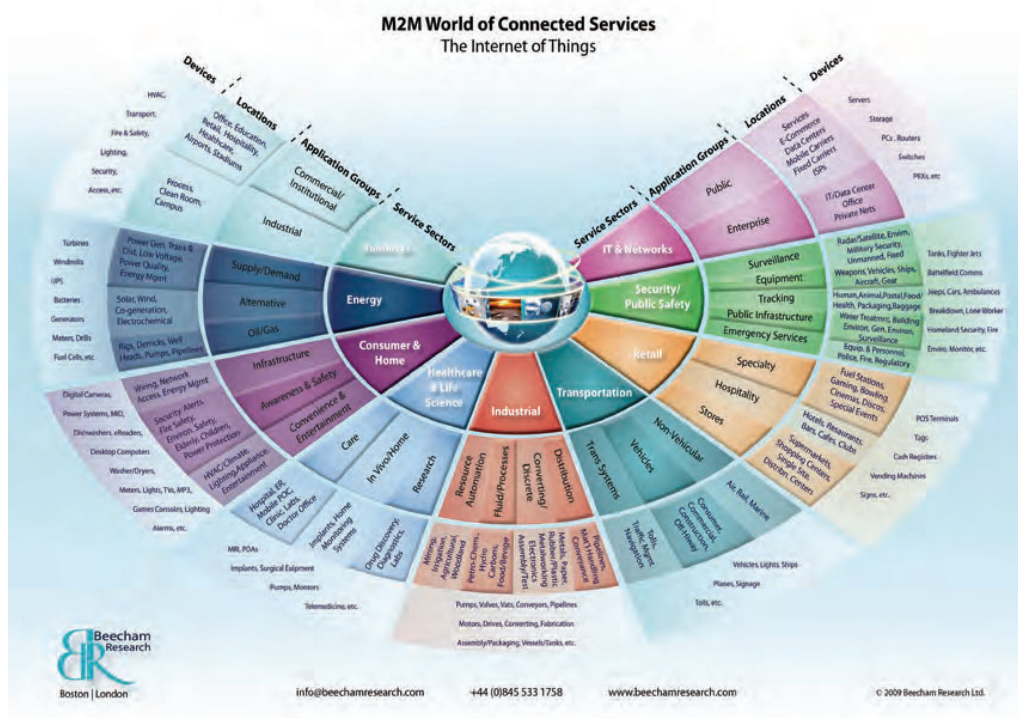 M2M World of Connected Services
The Internet of Things
Devices
Locations
Application Groups
Service Sectors
Service Sectors
Application Groups
Locations
Devices
HVAC,
Transport,
Fire & Safety,
Lighting,
Security,
Access, etc.
Office, Education,
Retail, Hospitality,
Healthcare,
Airports, Stadiums
Process,
Clean Room,
Campus
Commercial/
Institutional
Industrial
Buildings
Turbines
Windmills
UPS
Batteries
Generators
Meters, Drills
Fuel Cells, etc.
Power Gen, Trans &
Dist, Low Voltage,
Power Quality,
Energy Mgmt
Solar, Wind,
Co-generation,
Electrochemical
Rigs, Derricks, Well
Heads, Pumps, Pipelines
Supply/Demand
Alternative
Oil/Gas
Energy
Digital Cameras,
Power Systems, MID,
Dishwashers, eReaders,
Desktop Computers
Washer/Dryers,
Meters, Lights, TVs, MP3,
Games Consoles, Lighting
Alarms, etc.
Wiring, Network
Access, Energy Mgmt
Security Alerts,
Fire Safety,
Environ. Safety,
Elderly, Children,
Power Protection
HVAC/Climate,
Lighting, Appliance,
Entertainment
Infrastructure
Awareness & Safety
Convenience &
Entertainment
Consumer
& Home
MRI, PDAs
Implants, Surgical Euipment
Pumps, Monitors
Telemedicine, etc.
Hospital, ER,
Mobile POC,
Clinic, Labs,
Doctor Office
Implants, Home
Monitoring
Systems
Drug Discovery,
Diagnostics,
Labs
Care
In Vivo/Home
Research
Healthcare
& Life
Science
Industrial
Resource
Automation
Fluid/Processes
Converting/
Discrete
Distribution
Mining,
Irrigation,
Agricultural,
Woodland
Petro-Chem,
Hydro
Carbons,
Food/Bevrge
Metals, Paper,
Rubber/Plastic
Metalworking
Electronics
Assembly/Test
Pipelines,
Mat'l Handling
Conveyance
Pumps, Valves, Vats, Conveyors, Pipelines
Motors, Drives, Converting, Fabrication
Assembly/Packaging, Vessels/Tanks, etc.
Transportation
Non-Vehicular
Vehicles
Trans Systems
Air, Rail, Marine
Consumer,
Commercial,
Construction,
Off-Hiway
Tolls,
Traffic Mgmt
Navigation
Vehicles, Lights, Ships
Planes, Signage
Tolls, etc.
Retail
Specialty
Hospitality
Stores
Fuel Stations,
Gaming, Bowling
Cinemas, Discos,
Special Events
Hotels, Restaurants,
Bars, Cafes, Clubs
Supermarkets,
Shopping Centers,
Single Site,
Distribn. Centers
POS Terminals
Tags
Cash Registers
Vending Machines
Signs, etc.
Security/
Public Safety
Surveillance
Equipment
Tracking
Public Infrastructure
Emergency Services
Radar/Satellite, Envirn,
Military Security,
Unmanned, Fixed
Weapons, Vehicles, Ships,
Aircraft, Gear
Human, Animal, Postal, Food/
Health, Packaging, Baggage
Water Treatmnt, Building
Environ, Gen. Environ,
Surveillance
Equip. & Personnel,
Police, Fire, Regulatory
Tanks, Fighter Jets
Battelfield Comms
Jeeps, Cars, Ambulances
Breakdown, Lone Worker
Homeland Security, Fire
Enviro, Monitor, etc.
IT & Networks
Public
Enterprise
Services
E-Commerce
Data Centers
Mobile Carriers
Fixed Carriers
ISPs
IT/Data Center
Office
Private Nets
Servers
Storage
PCs, Routers
Switches
PBXs, etc
Beecham
Research
BR
Boston | London
info@beechamresearch.com
+44 (0)845 533 1758
www.beechamresearch.com
© 2009 Beecham Research Ltd.